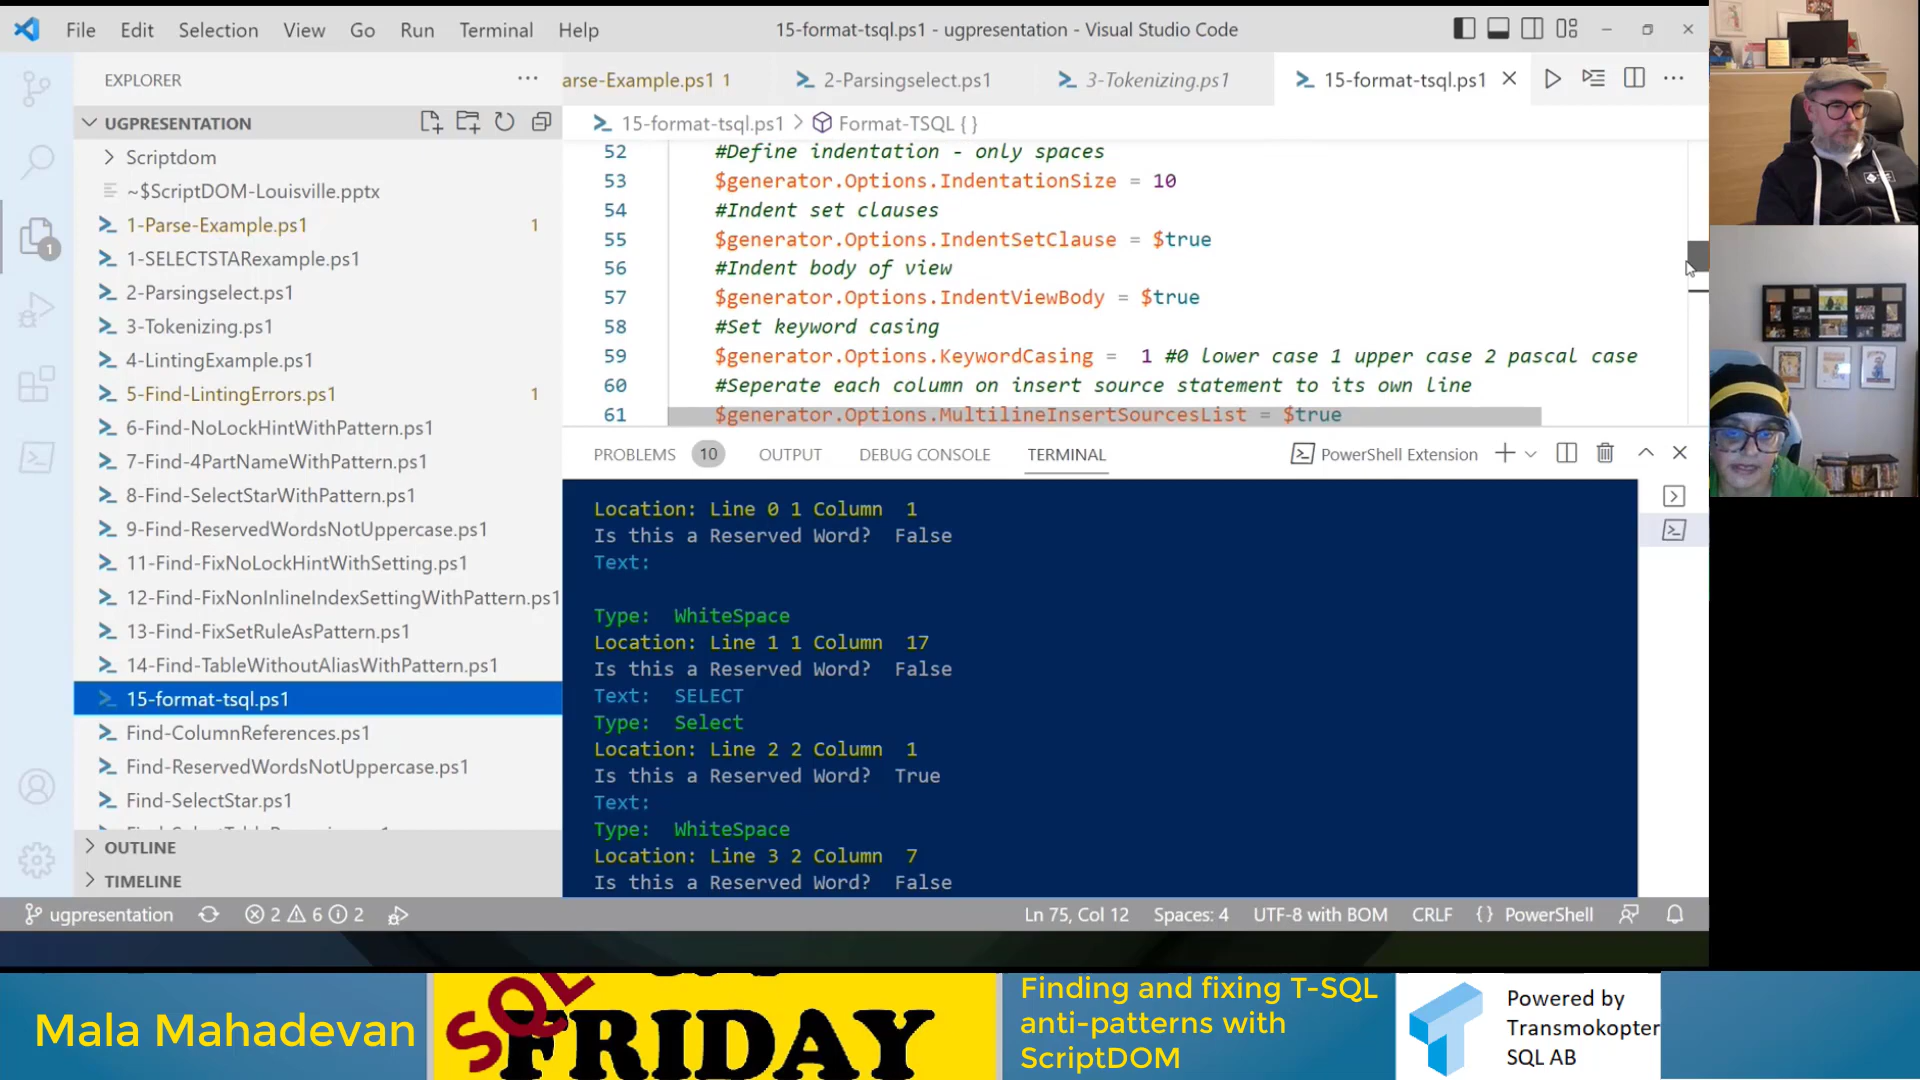 File Edit Selection View Go Run Terminal Help
15-format-tsql.ps1 - ugpresentation - Visual Studio Code
EXPLORER
arse-Example.ps1 1
2-Parsingselect.ps1
3-Tokenizing.ps1
15-format-tsql.ps1
UGPRESENTATION
15-format-tsql.ps1 > Format-TSQL { }
Scriptdom
~$ScriptDOM-Louisville.pptx
1-Parse-Example.ps1 1
1-SELECTSTARexample.ps1
2-Parsingselect.ps1
3-Tokenizing.ps1
4-LintingExample.ps1
5-Find-LintingErrors.ps1 1
6-Find-NoLockHintWithPattern.ps1
7-Find-4PartNameWithPattern.ps1
8-Find-SelectStarWithPattern.ps1
9-Find-ReservedWordsNotUppercase.ps1
11-Find-FixNoLockHintWithSetting.ps1
12-Find-FixNonInlineIndexSettingWithPattern.ps1
13-Find-FixSetRuleAsPattern.ps1
14-Find-TableWithoutAliasWithPattern.ps1
15-format-tsql.ps1
Find-ColumnReferences.ps1
Find-ReservedWordsNotUppercase.ps1
Find-SelectStar.ps1
OUTLINE
TIMELINE
1
52 #Define indentation - only spaces
53 $generator.Options.IndentationSize = 10
54 #Indent set clauses
55 $generator.Options.IndentSetClause = $true
56 #Indent body of view
57 $generator.Options.IndentViewBody = $true
58 #Set keyword casing
59 $generator.Options.KeywordCasing = 1 #0 lower case 1 upper case 2 pascal case
60 #Seperate each column on insert source statement to its own line
61 $generator.Options.MultilineInsertSourcesList = $true
PROBLEMS 10 OUTPUT DEBUG CONSOLE TERMINAL
PowerShell Extension
Location: Line 0 1 Column 1
Is this a Reserved Word? False
Text:
Type: WhiteSpace
Location: Line 1 1 Column 17
Is this a Reserved Word? False
Text: SELECT
Type: Select
Location: Line 2 2 Column 1
Is this a Reserved Word? True
Text:
Type: WhiteSpace
Location: Line 3 2 Column 7
Is this a Reserved Word? False
ugpresentation
2 6 2
Ln 75, Col 12 Spaces: 4 UTF-8 with BOM CRLF { } PowerShell
Mala Mahadevan
SQL
FRIDAY
Finding and fixing T-SQL
anti-patterns with
ScriptDOM
Powered by
Transmokopter
SQL AB